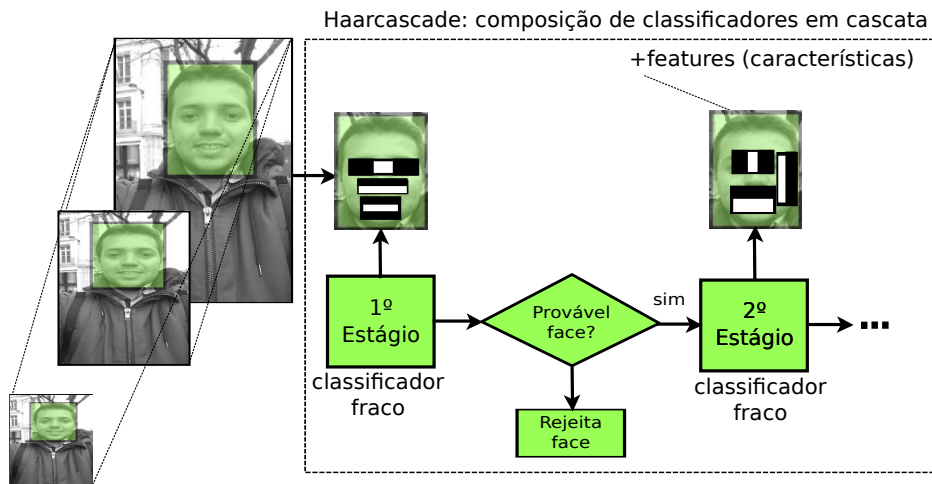 Haarcascade: composição de classificadores em cascata
+features (características)
1º
Estágio
classificador
fraco
Provável
face?
sim
Rejeita
face
2º
Estágio
classificador
fraco
...